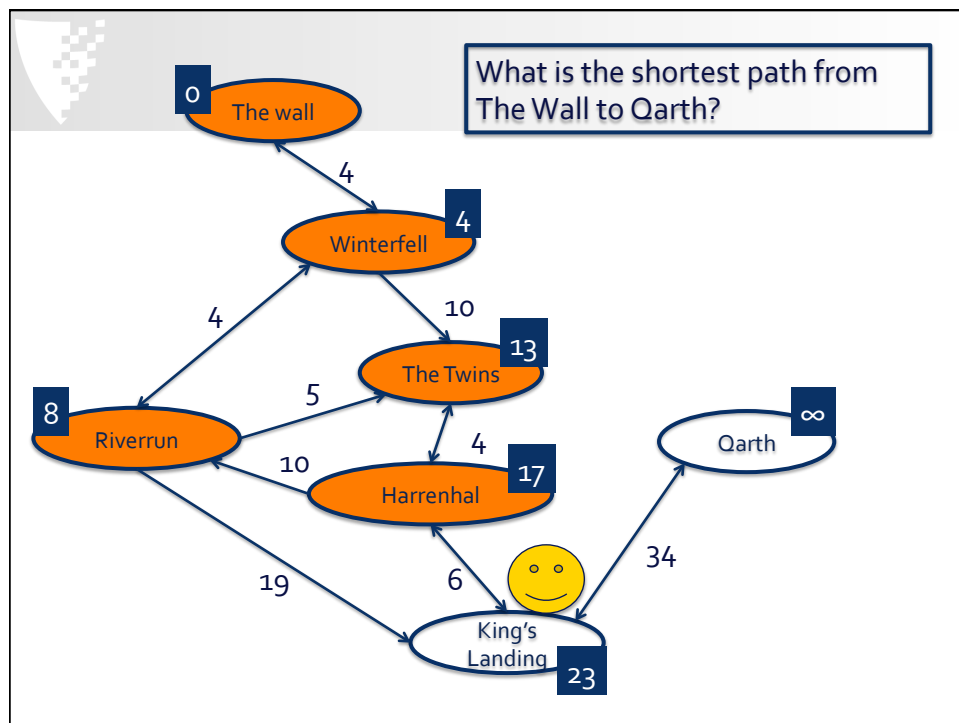 What is the shortest path from
The Wall to Qarth?
0
The wall
4
4
Winterfell
4
10
13
The Twins
5
8
Riverrun
∞
Qarth
10
4
17
Harrenhal
34
19
6
King's
Landing
23